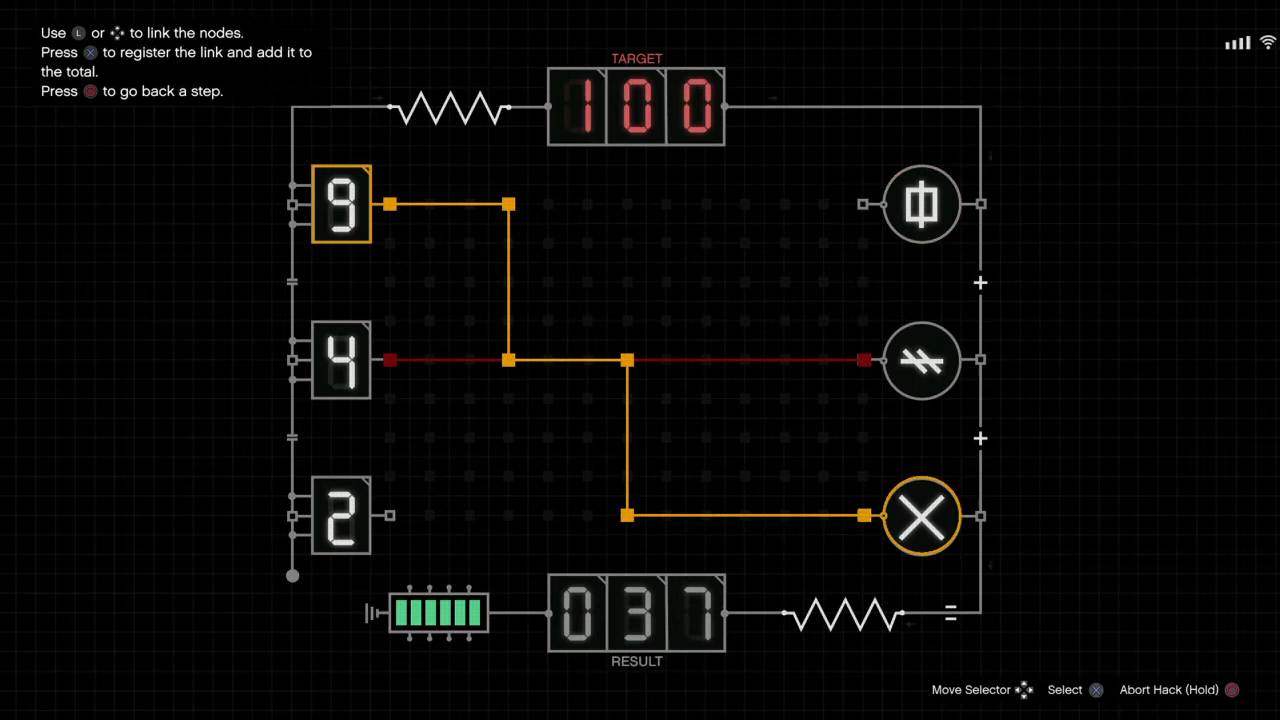 Use L or to link the nodes.
Press to register the link and add it to
the total.
Press to go back a step.
TARGET
100
9
4
2
+
+
=
037
RESULT
Move Selector Select Abort Hack (Hold)